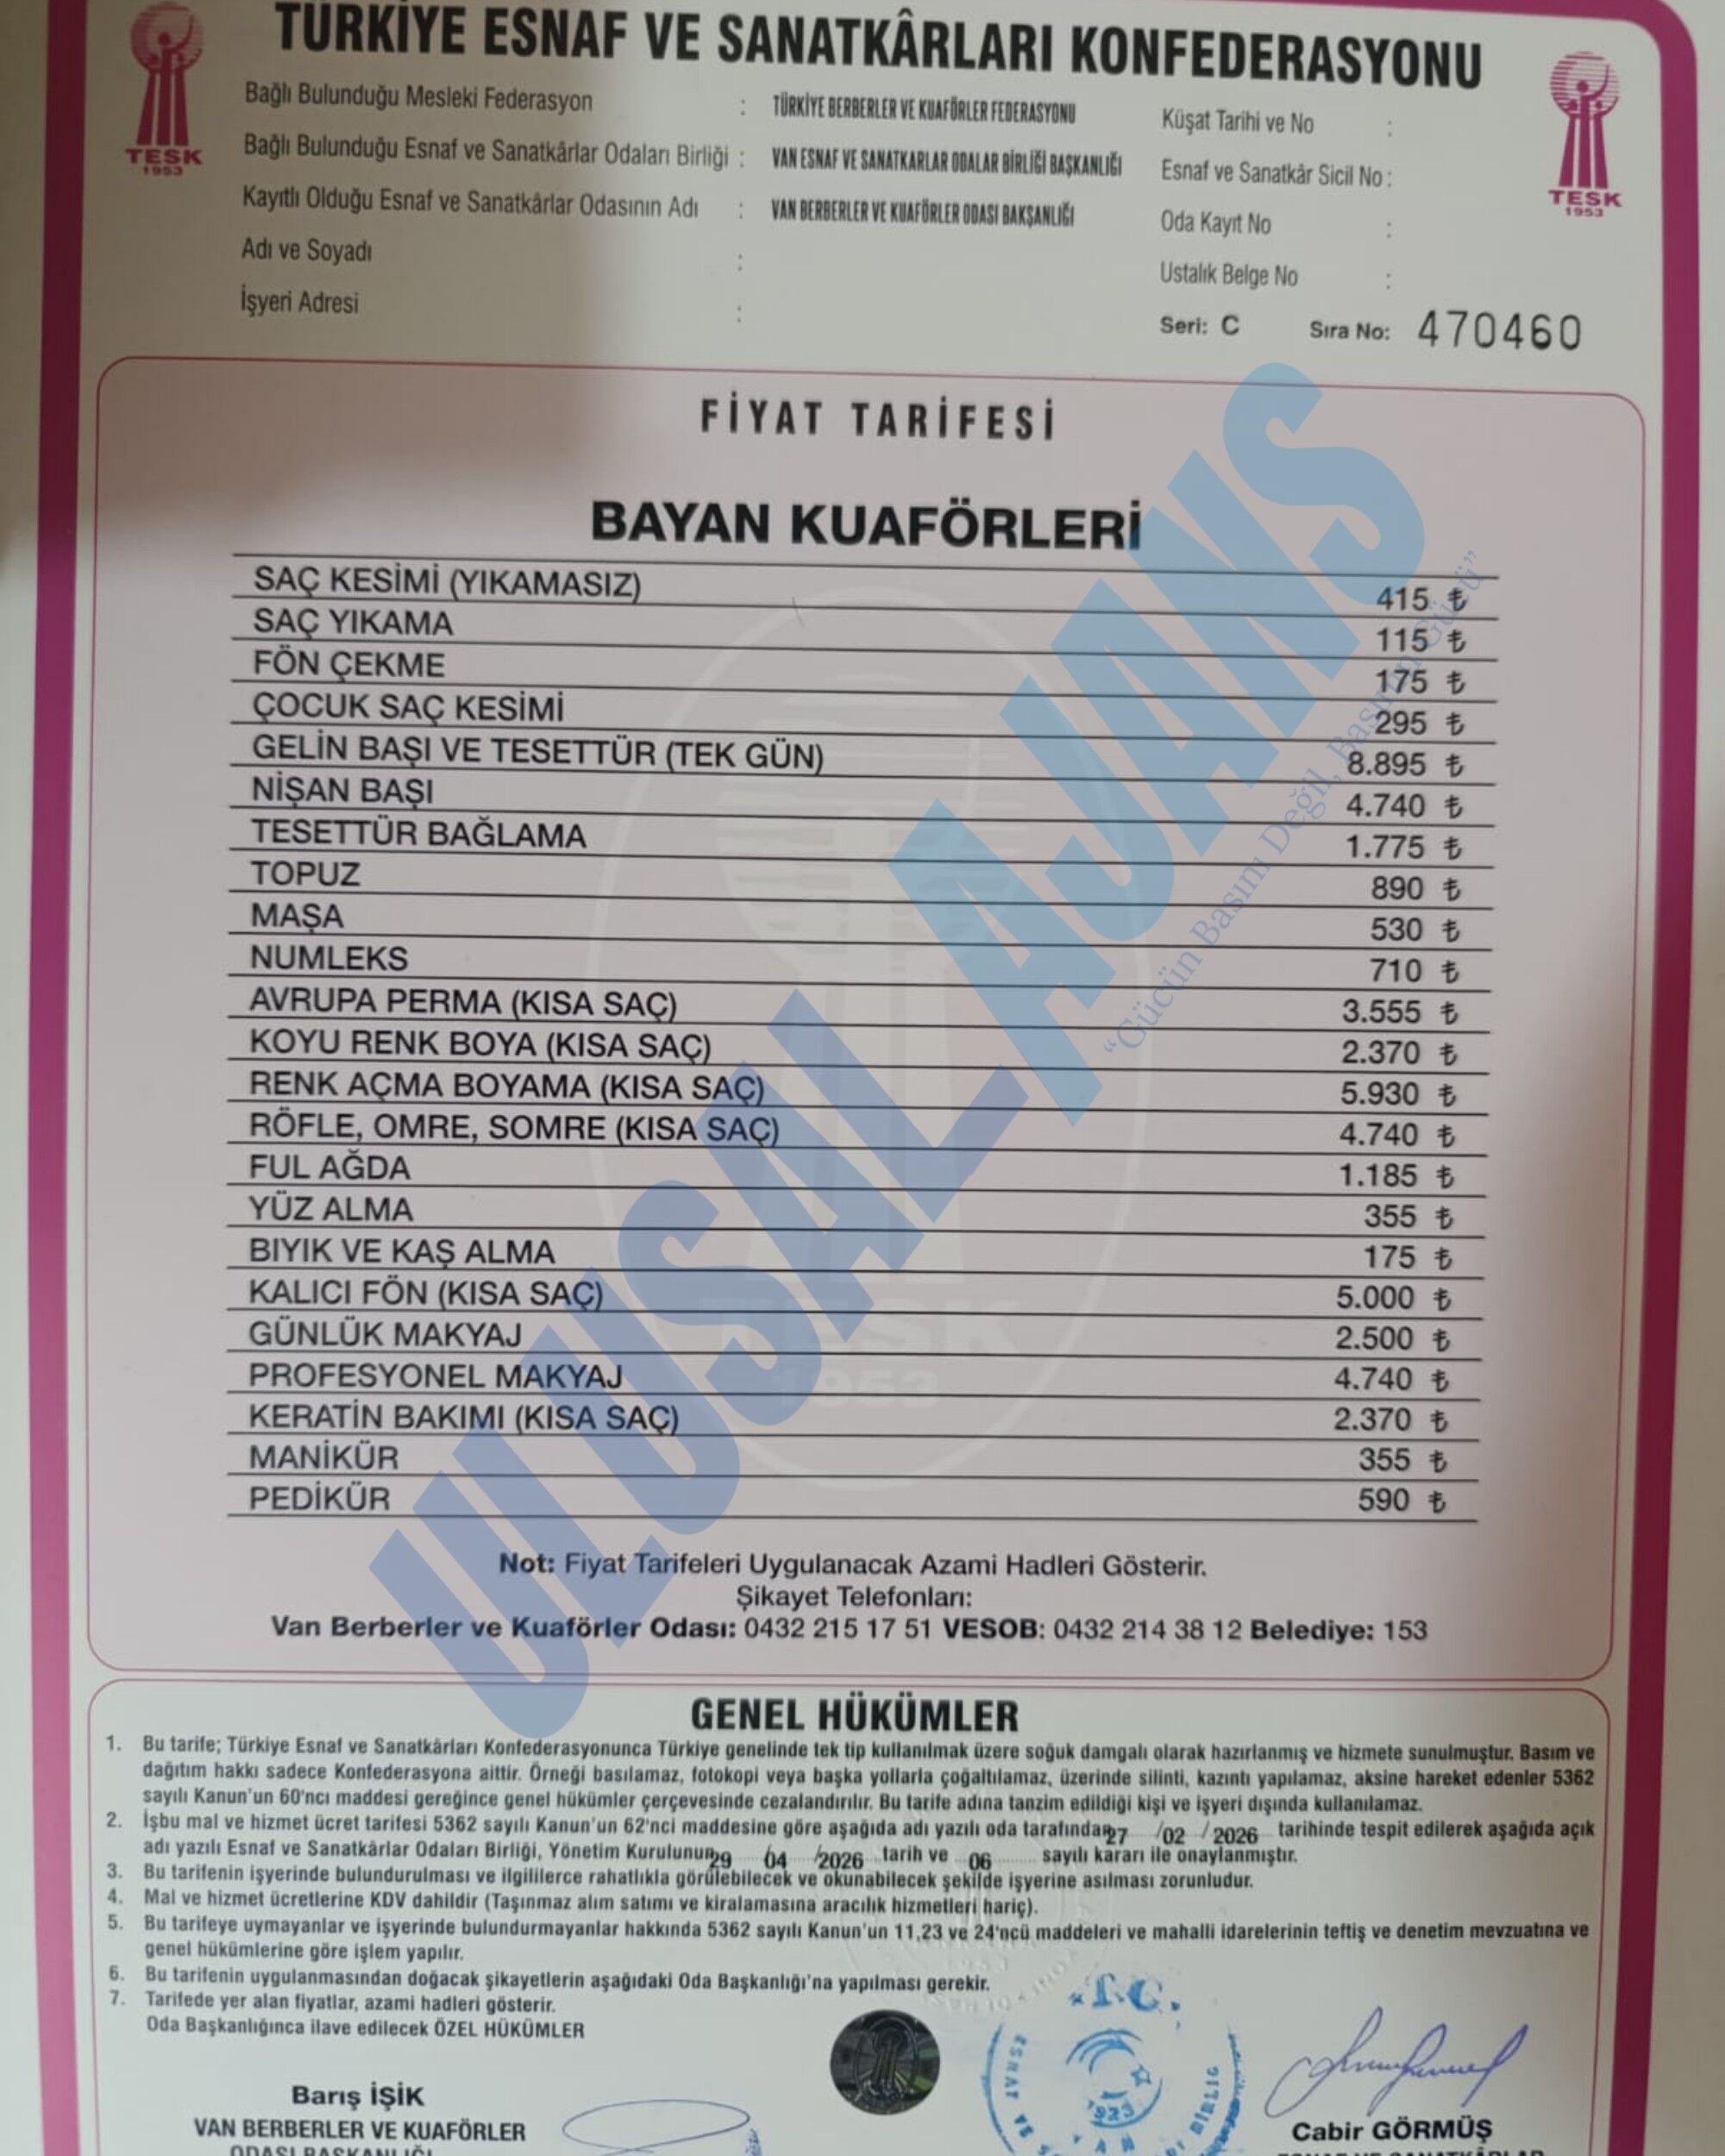 TÜRKİYE ESNAF VE SANATKÂRLARI KONFEDERASYONU
TESK
1953
TESK
1953
Bağlı Bulunduğu Mesleki Federasyon : TÜRKİYE BERBERLER VE KUAFÖRLER FEDERASYONU
Bağlı Bulunduğu Esnaf ve Sanatkârlar Odaları Birliği : VAN ESNAF VE SANATKARLAR ODALAR BİRLİĞİ BAŞKANLIĞI
Kayıtlı Olduğu Esnaf ve Sanatkârlar Odasının Adı : VAN BERBERLER VE KUAFÖRLER ODASI BAKŞANLIĞI
Adı ve Soyadı :
İşyeri Adresi :
Küşat Tarihi ve No :
Esnaf ve Sanatkâr Sicil No :
Oda Kayıt No :
Ustalık Belge No :
Seri: C Sıra No: 470460
FİYAT TARİFESİ
BAYAN KUAFÖRLERİ
SAÇ KESİMİ (YIKAMASIZ) 415 ₺
SAÇ YIKAMA 115 ₺
FÖN ÇEKME 175 ₺
ÇOCUK SAÇ KESİMİ 295 ₺
GELİN BAŞI VE TESETTÜR (TEK GÜN) 8.895 ₺
NİŞAN BAŞI 4.740 ₺
TESETTÜR BAĞLAMA 1.775 ₺
TOPUZ 890 ₺
MAŞA 530 ₺
NUMLEKS 710 ₺
AVRUPA PERMA (KISA SAÇ) 3.555 ₺
KOYU RENK BOYA (KISA SAÇ) 2.370 ₺
RENK AÇMA BOYAMA (KISA SAÇ) 5.930 ₺
RÖFLE, OMRE, SOMRE (KISA SAÇ) 4.740 ₺
FUL AĞDA 1.185 ₺
YÜZ ALMA 355 ₺
BIYIK VE KAŞ ALMA 175 ₺
KALICI FÖN (KISA SAÇ) 5.000 ₺
GÜNLÜK MAKYAJ 2.500 ₺
PROFESYONEL MAKYAJ 4.740 ₺
KERATİN BAKIMI (KISA SAÇ) 2.370 ₺
MANİKÜR 355 ₺
PEDİKÜR 590 ₺
TESK
1953
ULUSAL AJANS
“Gücün Basını Değil, Basının Gücü”
Not: Fiyat Tarifeleri Uygulanacak Azami Hadleri Gösterir.
Şikayet Telefonları:
Van Berberler ve Kuaförler Odası: 0432 215 17 51 VESOB: 0432 214 38 12 Belediye: 153
GENEL HÜKÜMLER
1. Bu tarife; Türkiye Esnaf ve Sanatkârları Konfederasyonunca Türkiye genelinde tek tip kullanılmak üzere soğuk damgalı olarak hazırlanmış ve hizmete sunulmuştur. Basım ve
dağıtım hakkı sadece Konfederasyona aittir. Örneği basılamaz, fotokopi veya başka yollarla çoğaltılamaz, üzerinde silinti, kazıntı yapılamaz, aksine hareket edenler 5362
sayılı Kanun'un 60'ncı maddesi gereğince genel hükümler çerçevesinde cezalandırılır. Bu tarife adına tanzim edildiği kişi ve işyeri dışında kullanılamaz.
2. İşbu mal ve hizmet ücret tarifesi 5362 sayılı Kanun'un 62'nci maddesine göre aşağıda adı yazılı oda tarafından 27 /02 /2026 tarihinde tespit edilerek aşağıda açık
adı yazılı Esnaf ve Sanatkârlar Odaları Birliği, Yönetim Kurulunun 29 04 /2026 tarih ve 06 sayılı kararı ile onaylanmıştır.
3. Bu tarifenin işyerinde bulundurulması ve ilgililerce rahatlıkla görülebilecek ve okunabilecek şekilde işyerine asılması zorunludur.
4. Mal ve hizmet ücretlerine KDV dahildir (Taşınmaz alım satımı ve kiralamasına aracılık hizmetleri hariç).
5. Bu tarifeye uymayanlar ve işyerinde bulundurmayanlar hakkında 5362 sayılı Kanun'un 11,23 ve 24'ncü maddeleri ve mahalli idarelerinin teftiş ve denetim mevzuatına ve
genel hükümlerine göre işlem yapılır.
6. Bu tarifenin uygulanmasından doğacak şikayetlerin aşağıdaki Oda Başkanlığı'na yapılması gerekir.
7. Tarifede yer alan fiyatlar, azami hadleri gösterir.
Oda Başkanlığınca ilave edilecek ÖZEL HÜKÜMLER
T.C.
1923
Barış İŞİK
VAN BERBERLER VE KUAFÖRLER
ODASI BAŞKANLIĞI
Cabir GÖRMÜŞ